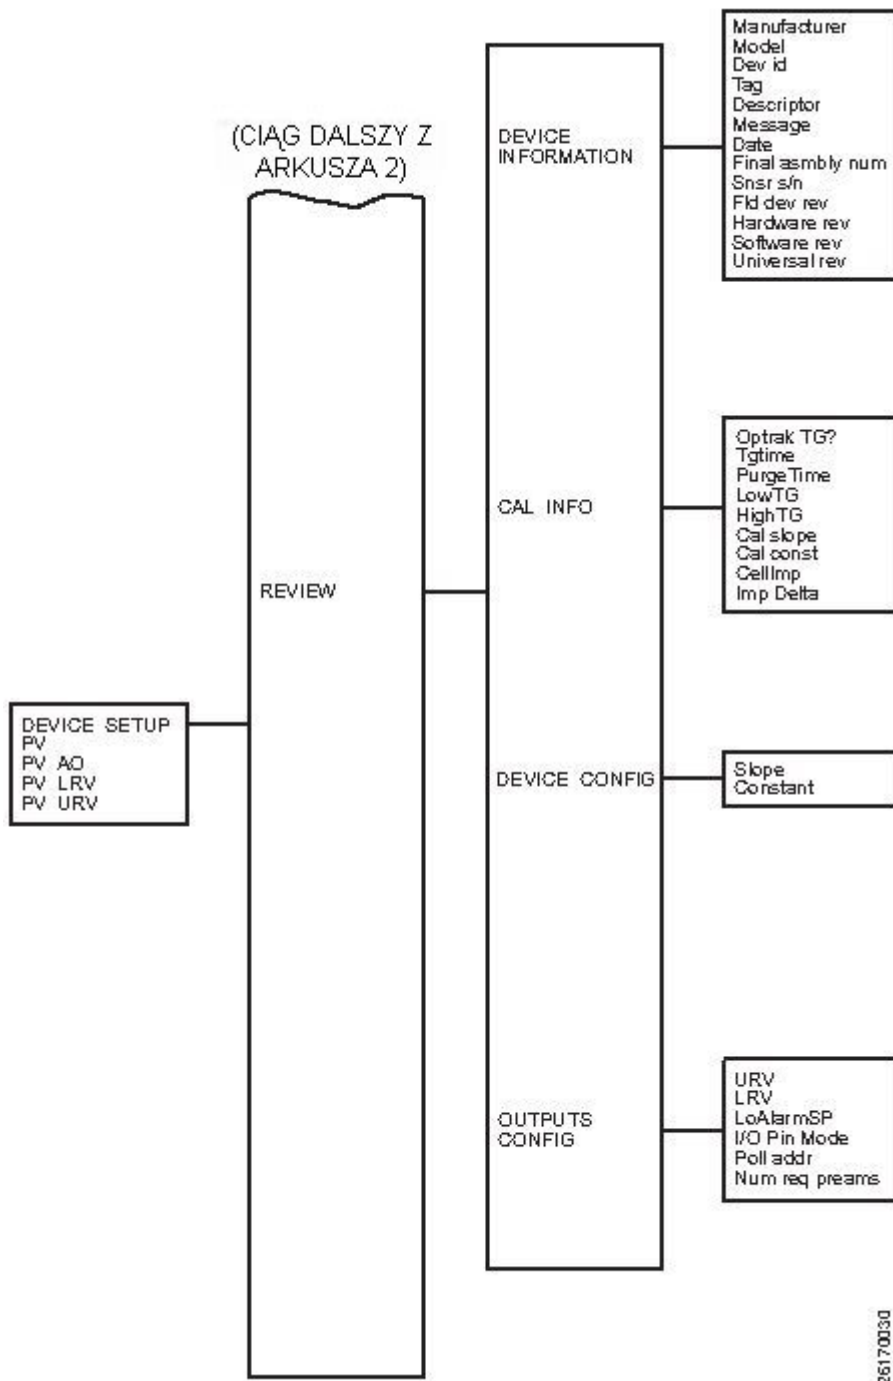 (CIĄG DALSZY Z
ARKUSZA 2)
DEVICE SETUP
PV
PV AO
PV LRV
PV URV
REVIEW
DEVICE
INFORMATION
CAL INFO
DEVICE CONFIG
OUTPUTS
CONFIG
Manufacturer
Model
Dev id
Tag
Descriptor
Message
Date
Final asmbly num
Snsr s/n
Fld dev rev
Hardware rev
Software rev
Universal rev
Optrak TG?
Tgtime
PurgeTime
LowTG
HighTG
Cal slope
Cal const
CellImp
Imp Delta
Slope
Constant
URV
LRV
LoAlarmSP
I/O Pin Mode
Poll addr
Num req preams
26170030